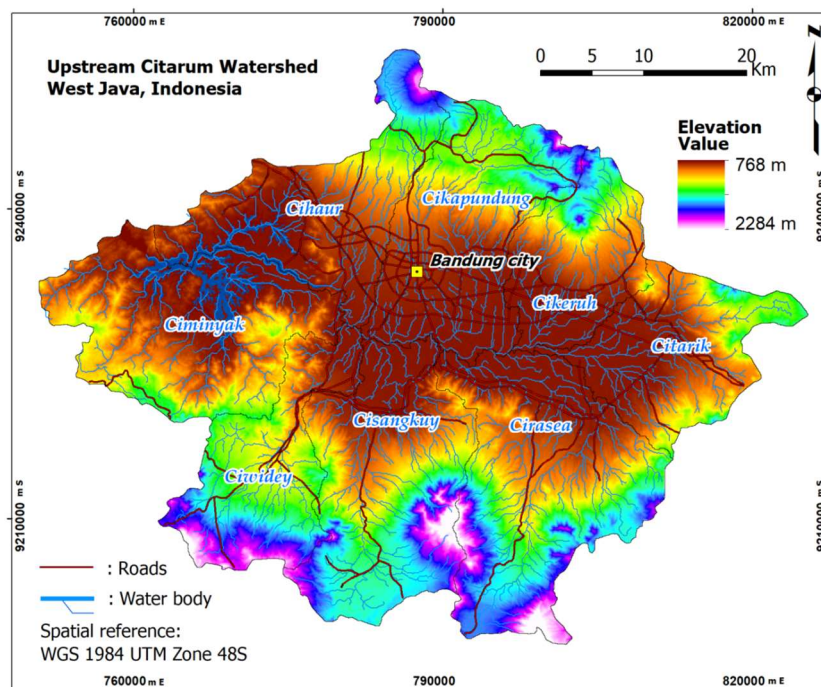 760000 m E
790000 m E
820000 m E
Upstream Citarum Watershed
West Java, Indonesia
0 5 10 20
Km
Z
Elevation
Value
768 m
2284 m
9240000 m S
9240000 m S
Cihaur
Cikapundung
Bandung city
Cikeruh
Ciminyak
Citarik
Cisangkuy
Cirasea
Ciwidey
9210000 m S
9210000 m S
: Roads
: Water body
Spatial reference:
WGS 1984 UTM Zone 48S
760000 m E
790000 m E
820000 m E